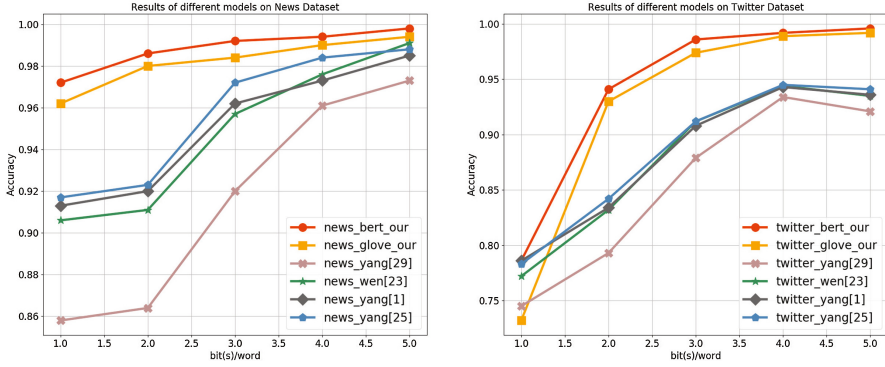 Results of different models on News Dataset
1.00
0.98
0.96
0.94
0.92
0.90
0.88
0.86
Accuracy
1.0 1.5 2.0 2.5 3.0 3.5 4.0 4.5 5.0
bit(s)/word
news_bert_our
news_glove_our
news_yang[29]
news_wen[23]
news_yang[1]
news_yang[25]
Results of different models on Twitter Dataset
1.00
0.95
0.90
0.85
0.80
0.75
Accuracy
1.0 1.5 2.0 2.5 3.0 3.5 4.0 4.5 5.0
bit(s)/word
twitter_bert_our
twitter_glove_our
twitter_yang[29]
twitter_wen[23]
twitter_yang[1]
twitter_yang[25]